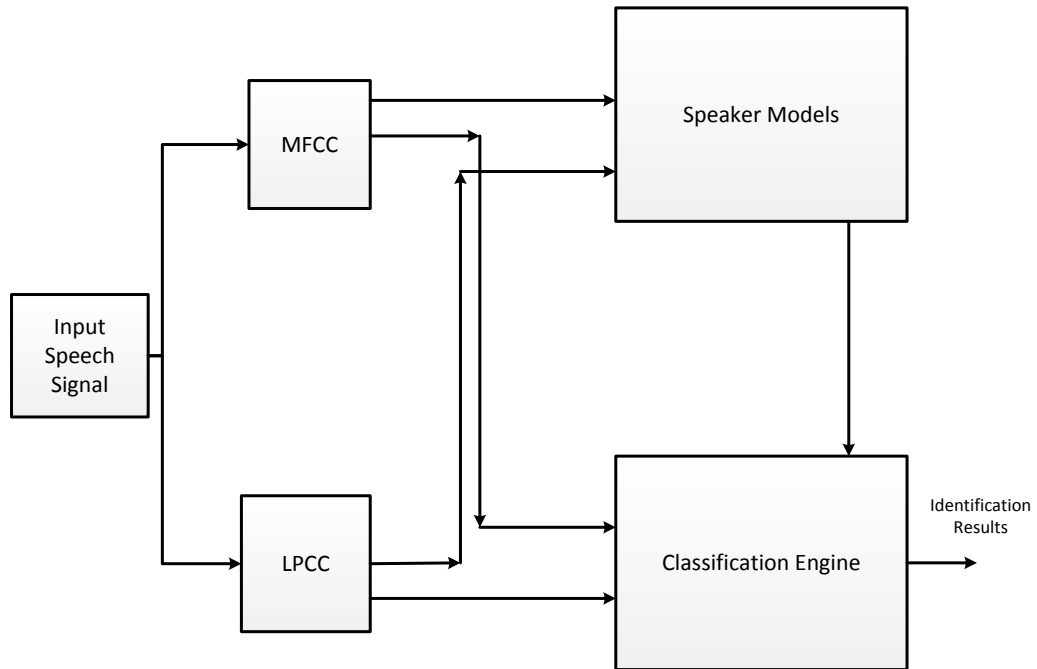 MFCC
Speaker Models
Input
Speech
Signal
LPCC
Classification Engine
Identification
Results